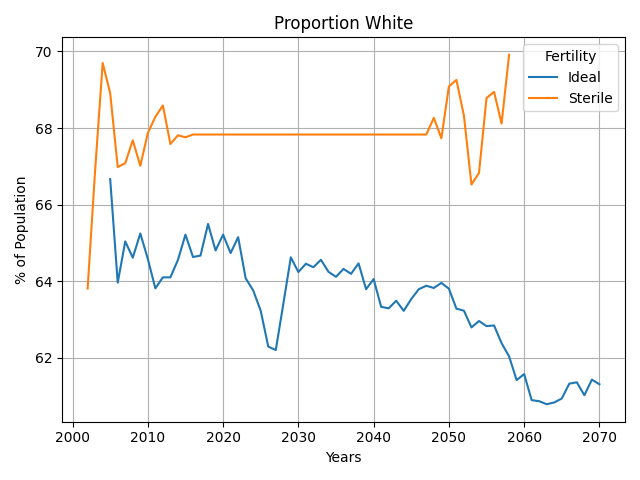 Proportion White
Fertility
Ideal
Sterile
% of Population
70
68
66
64
62
2000 2010 2020 2030 2040 2050 2060 2070
Years